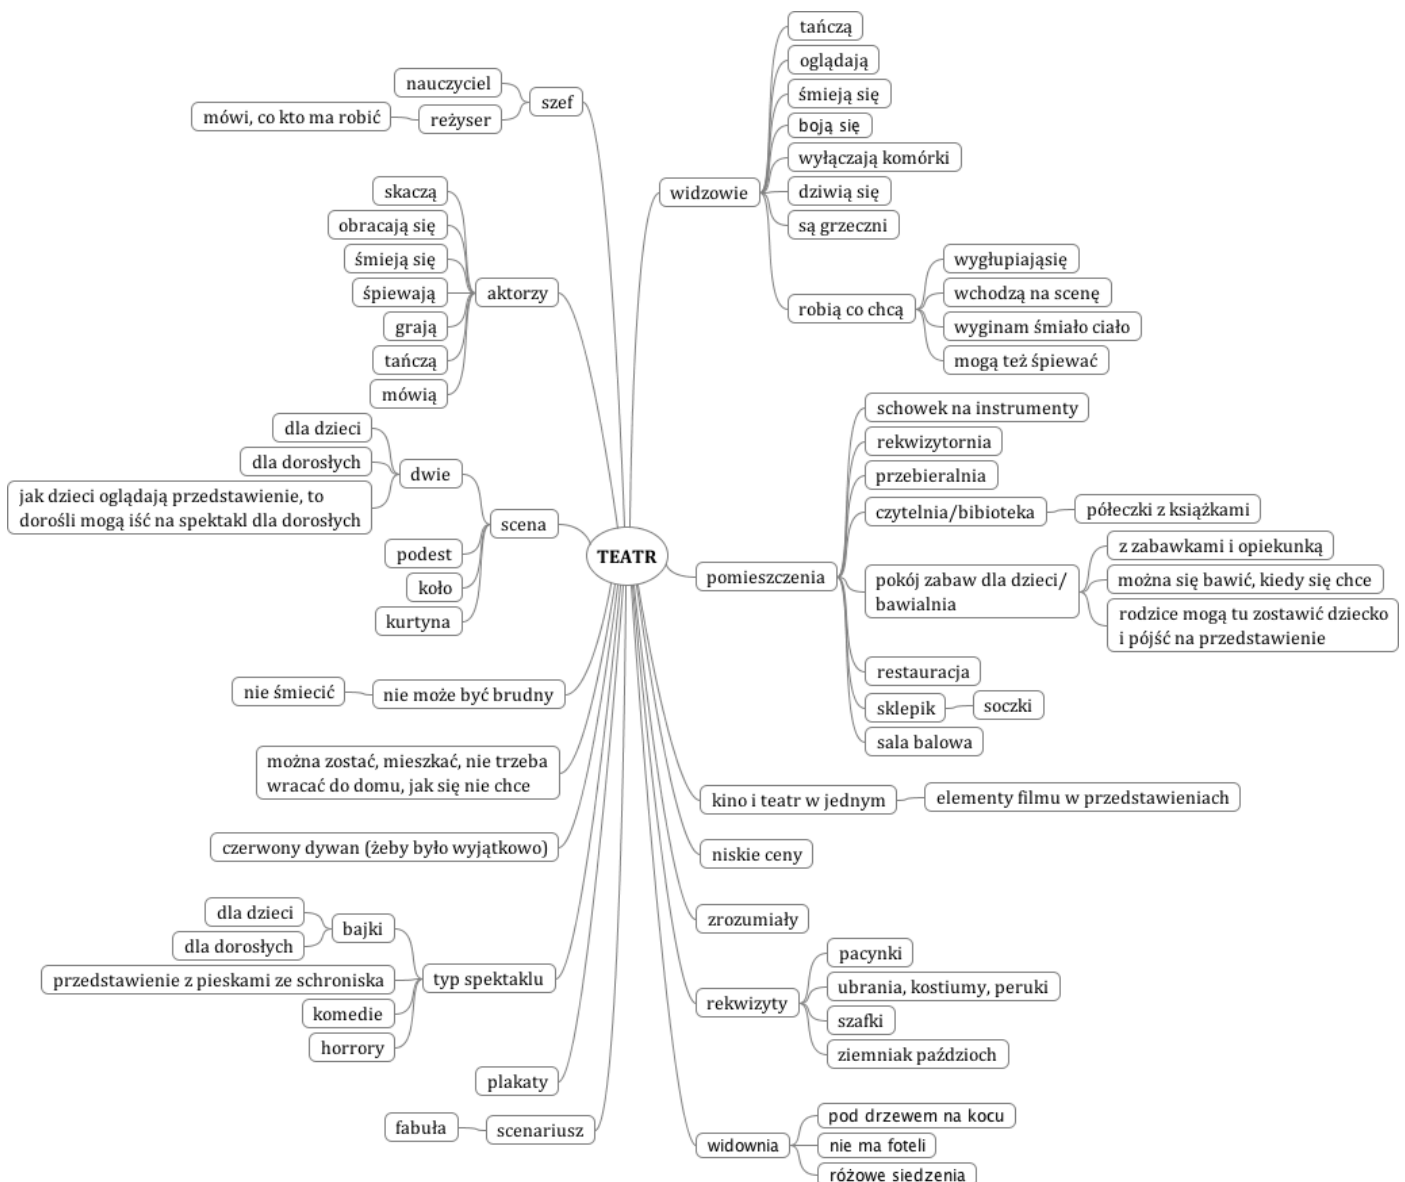 TEATR
szef
nauczyciel
reżyser
mówi, co kto ma robić
aktorzy
skaczą
obracają się
śmieją się
śpiewają
grają
tańczą
mówią
scena
dwie
dla dzieci
dla dorosłych
jak dzieci oglądają przedstawienie, to
dorośli mogą iść na spektakl dla dorosłych
podest
koło
kurtyna
nie może być brudny
nie śmiecić
można zostać, mieszkać, nie trzeba
wracać do domu, jak się nie chce
czerwony dywan (żeby było wyjątkowo)
typ spektaklu
bajki
dla dzieci
dla dorosłych
przedstawienie z pieskami ze schroniska
komedie
horrory
plakaty
scenariusz
fabuła
widzowie
tańczą
oglądają
śmieją się
boją się
wyłączają komórki
dziwią się
są grzeczni
robią co chcą
wygłupiająsię
wchodzą na scenę
wyginam śmiało ciało
mogą też śpiewać
pomieszczenia
schowek na instrumenty
rekwizytornia
przebieralnia
czytelnia/bibioteka
półeczki z książkami
pokój zabaw dla dzieci/
bawialnia
z zabawkami i opiekunką
można się bawić, kiedy się chce
rodzice mogą tu zostawić dziecko
i pójść na przedstawienie
restauracja
sklepik
soczki
sala balowa
kino i teatr w jednym
elementy filmu w przedstawieniach
niskie ceny
zrozumiały
rekwizyty
pacynki
ubrania, kostiumy, peruki
szafki
ziemniak paździoch
widownia
pod drzewem na kocu
nie ma foteli
różowe siedzenia